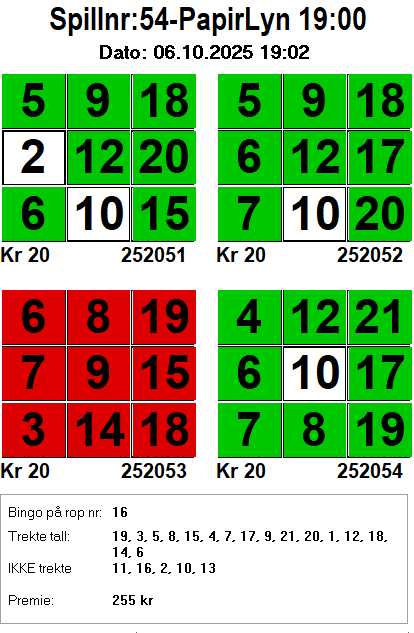 Spillnr:54-PapirLyn 19:00
Dato: 06.10.2025 19:02
5 9 18
2 12 20
6 10 15
Kr 20 252051
5 9 18
6 12 17
7 10 20
Kr 20 252052
6 8 19
7 9 15
3 14 18
Kr 20 252053
4 12 21
6 10 17
7 8 19
Kr 20 252054
Bingo på rop nr: 16
Trekte tall: 19, 3, 5, 8, 15, 4, 7, 17, 9, 21, 20, 1, 12, 18,
14, 6
IKKE trekte 11, 16, 2, 10, 13
Premie: 255 kr